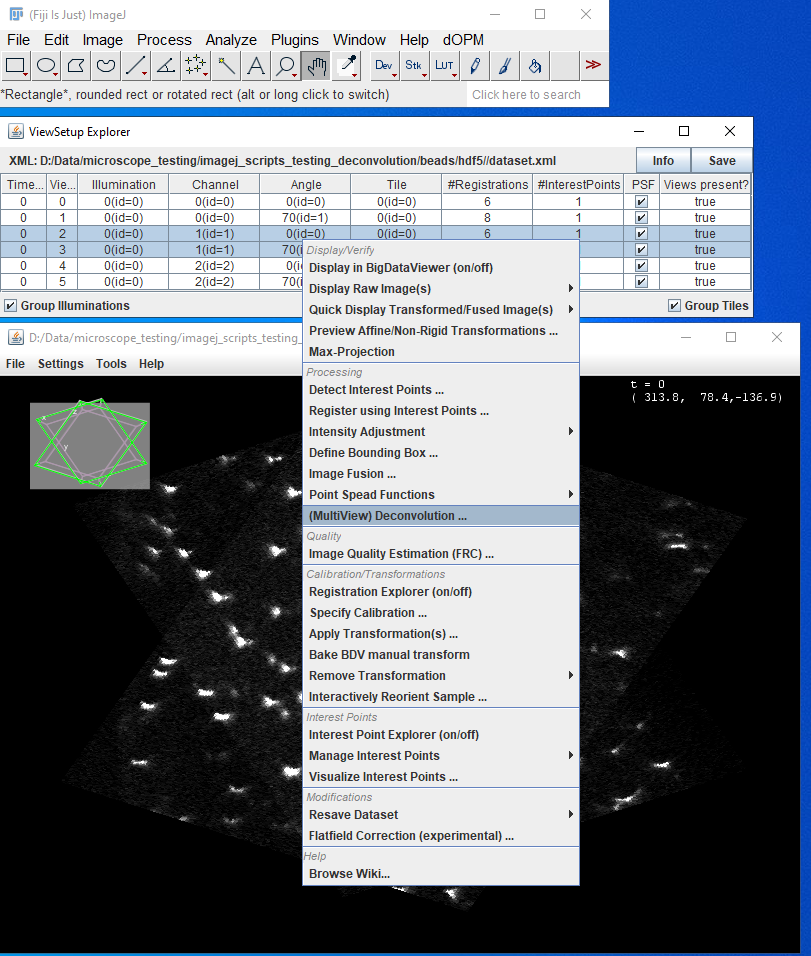 (Fiji Is Just) ImageJ
File Edit Image Process Analyze Plugins Window Help dOPM
Dev Stk LUT >>
*Rectangle*, rounded rect or rotated rect (alt or long click to switch) Click here to search
ViewSetup Explorer
XML: D:/Data/microscope_testing/imagej_scripts_testing_deconvolution/beads/hdf5//dataset.xml Info Save
Time... Vie... Illumination Channel Angle Tile #Registrations #InterestPoints PSF Views present?
0 0 0(id=0) 0(id=0) 0(id=0) 0(id=0) 6 1 true
0 1 0(id=0) 0(id=0) 70(id=1) 0(id=0) 8 1 true
0 2 0(id=0) 1(id=1) 0(id=0) 0(id=0) 6 1 true
0 3 0(id=0) 1(id=1) 70(i true
0 4 0(id=0) 2(id=2) 0(i true
0 5 0(id=0) 2(id=2) 70(i true
Group Illuminations Group Tiles
D:/Data/microscope_testing/imagej_scripts_testing_
File Settings Tools Help
t = 0
( 313.8, 78.4,-136.9)
x z
y
Display/Verify
Display in BigDataViewer (on/off)
Display Raw Image(s)
Quick Display Transformed/Fused Image(s)
Preview Affine/Non-Rigid Transformations ...
Max-Projection
Processing
Detect Interest Points ...
Register using Interest Points ...
Intensity Adjustment
Define Bounding Box ...
Image Fusion ...
Point Spead Functions
(MultiView) Deconvolution ...
Quality
Image Quality Estimation (FRC) ...
Calibration/Transformations
Registration Explorer (on/off)
Specify Calibration ...
Apply Transformation(s) ...
Bake BDV manual transform
Remove Transformation
Interactively Reorient Sample ...
Interest Points
Interest Point Explorer (on/off)
Manage Interest Points
Visualize Interest Points ...
Modifications
Resave Dataset
Flatfield Correction (experimental) ...
Help
Browse Wiki...